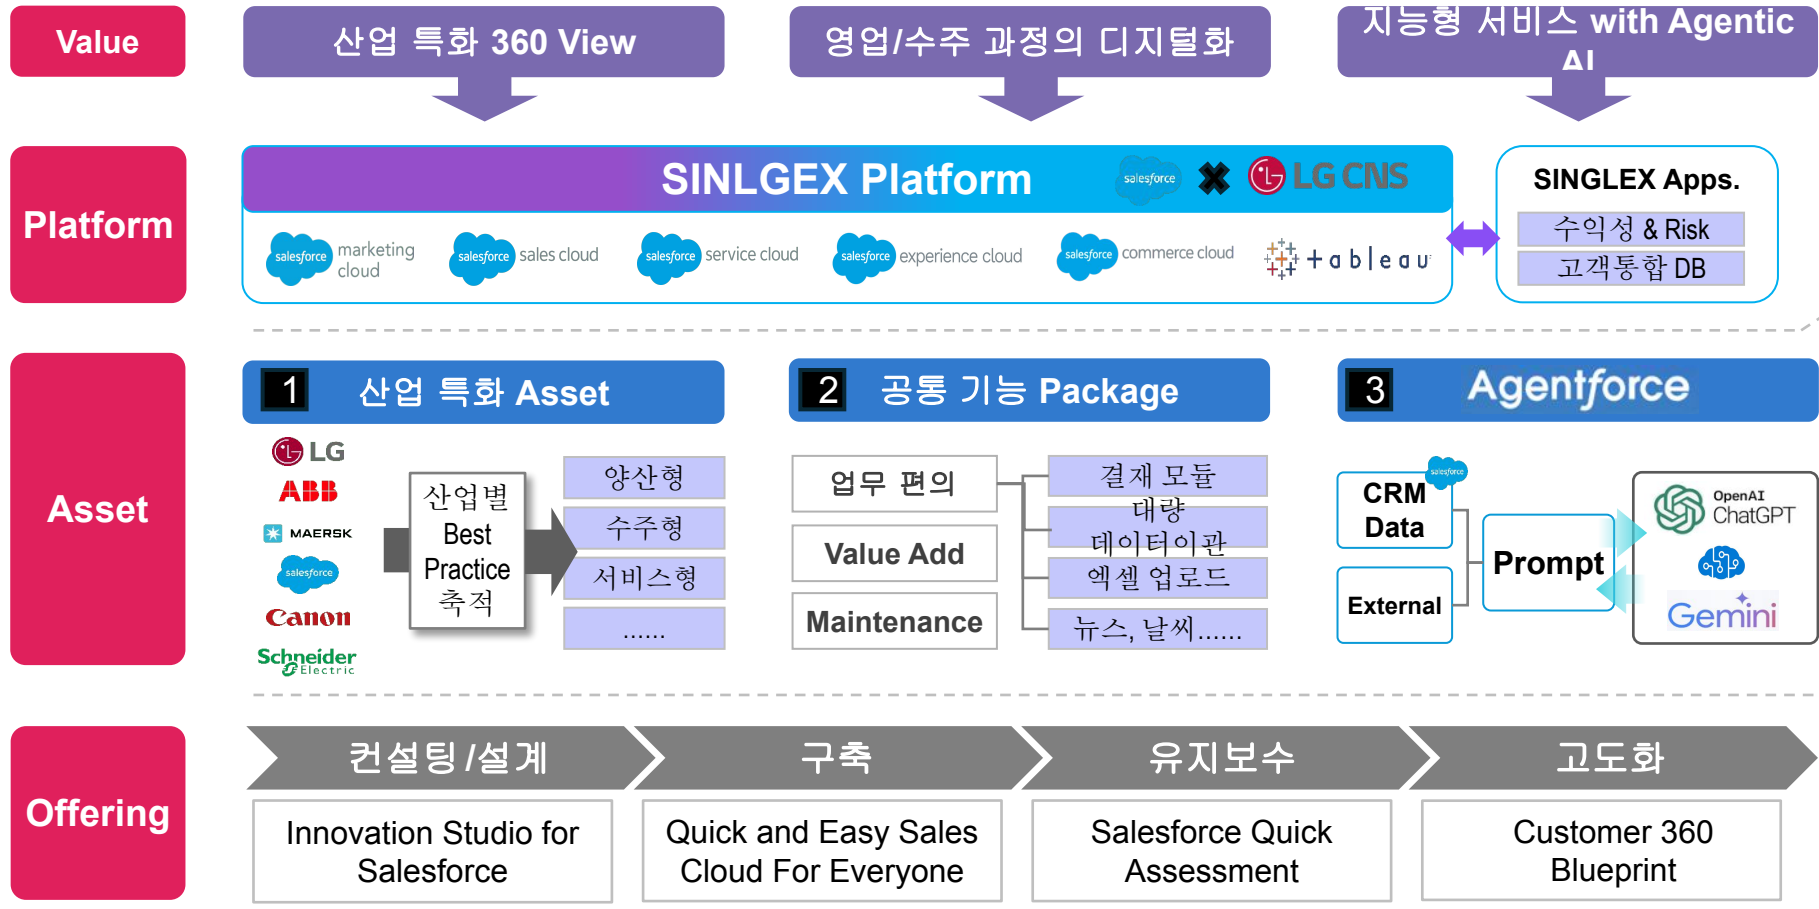 Value
산업 특화 360 View
영업/수주 과정의 디지털화
지능형 서비스 with Agentic
AI
Platform
SINLGEX Platform
salesforce
LG CNS
salesforce marketing
cloud
salesforce sales cloud
salesforce service cloud
salesforce experience cloud
salesforce commerce cloud
tableau
SINGLEX Apps.
수익성 & Risk
고객통합 DB
Asset
1 산업 특화 Asset
LG
ABB
MAERSK
salesforce
Canon
Schneider
Electric
산업별
Best
Practice
축적
양산형
수주형
서비스형
......
2 공통 기능 Package
업무 편의
Value Add
Maintenance
결재 모듈
대량
데이터이관
엑셀 업로드
뉴스, 날씨......
3 Agentforce
salesforce
CRM
Data
External
Prompt
OpenAI
ChatGPT
Gemini
Offering
컨설팅/설계
구축
유지보수
고도화
Innovation Studio for
Salesforce
Quick and Easy Sales
Cloud For Everyone
Salesforce Quick
Assessment
Customer 360
Blueprint